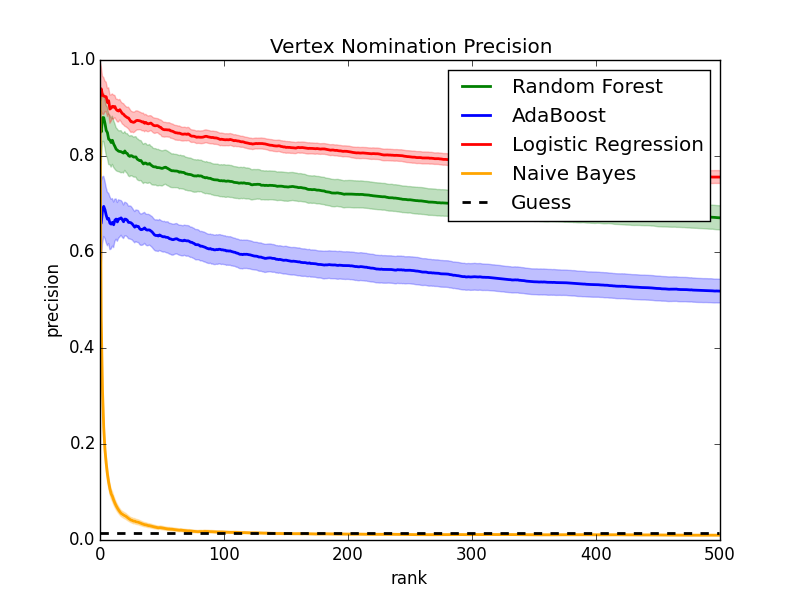 Vertex Nomination Precision
precision
1.0
0.8
0.6
0.4
0.2
0.0
Random Forest
AdaBoost
Logistic Regression
Naive Bayes
Guess
0 100 200 300 400 500
rank